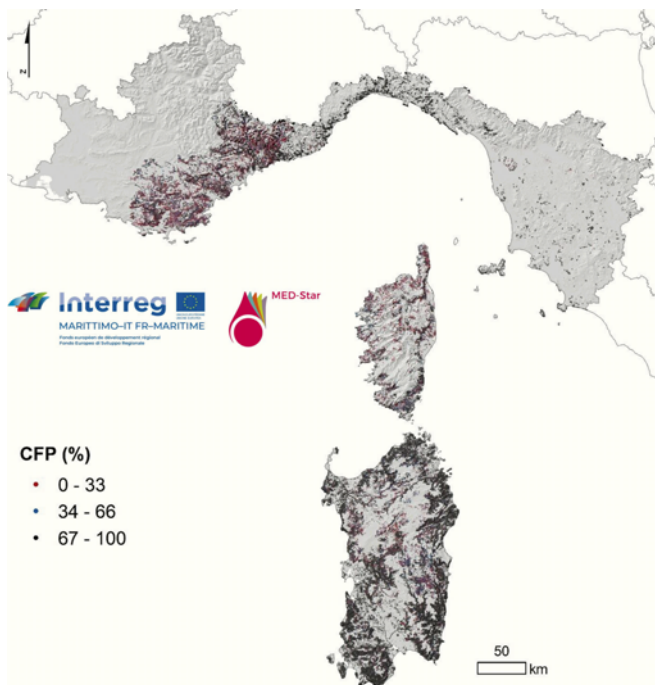 z
Interreg
MARITTIMO-IT FR-MARITIME
Fonds européen de développement régional
Fondo Europeo di Sviluppo Regionale
MED-Star
CFP (%)
0 - 33
34 - 66
67 - 100
50
km